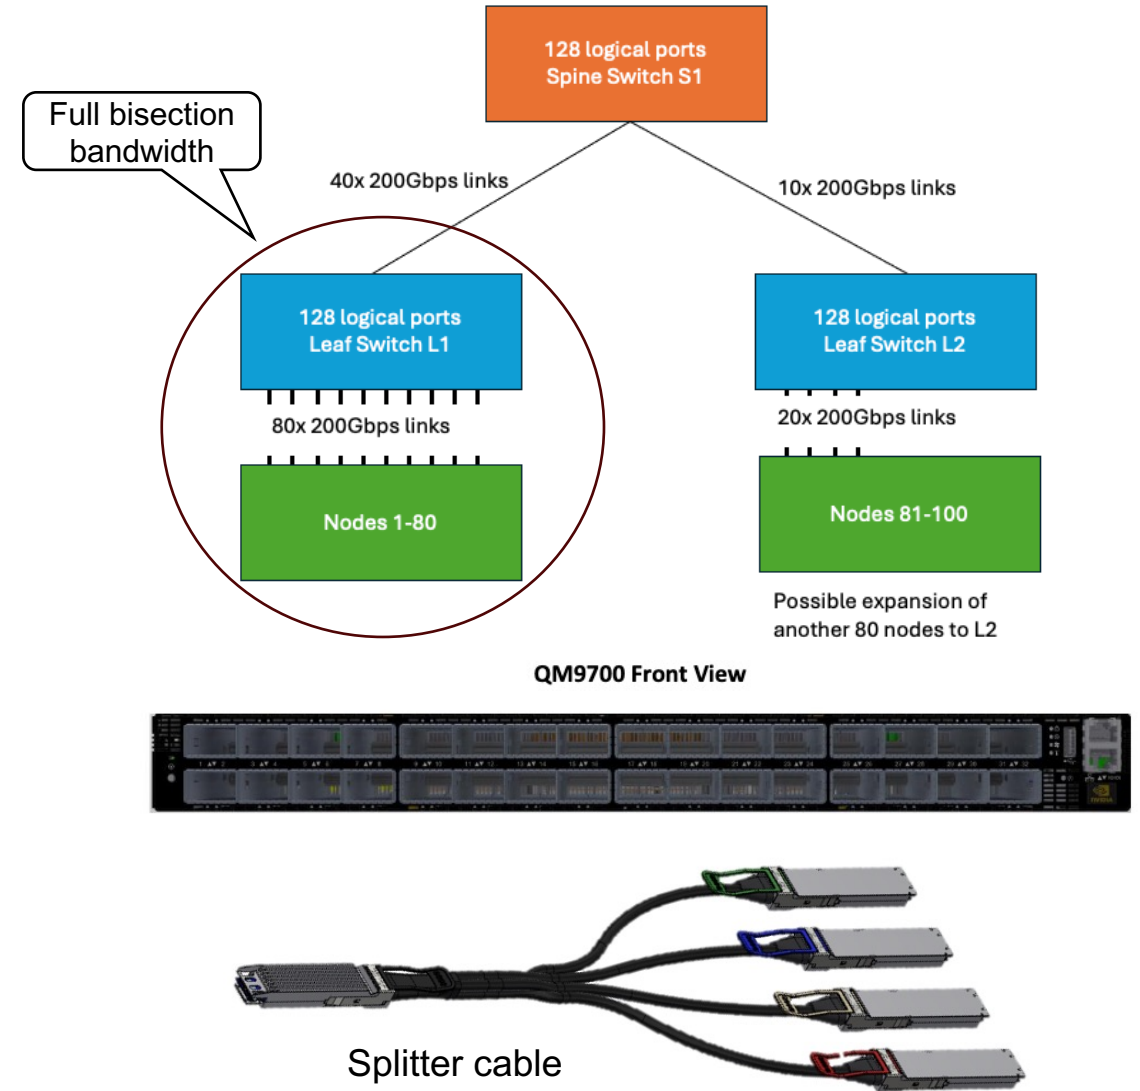 128 logical ports
Spine Switch S1
Full bisection
bandwidth
40x 200Gbps links
10x 200Gbps links
128 logical ports
Leaf Switch L1
128 logical ports
Leaf Switch L2
80x 200Gbps links
20x 200Gbps links
Nodes 1-80
Nodes 81-100
Possible expansion of
another 80 nodes to L2
QM9700 Front View
Splitter cable